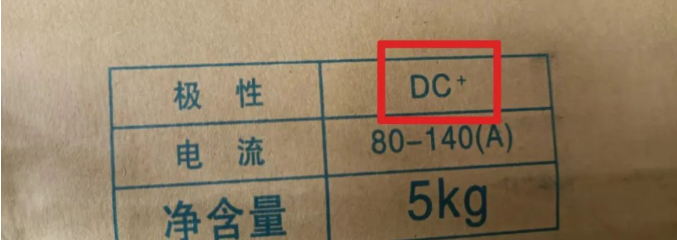 极 性 DC⁺
电 流 80-140(A)
净含量 5kg